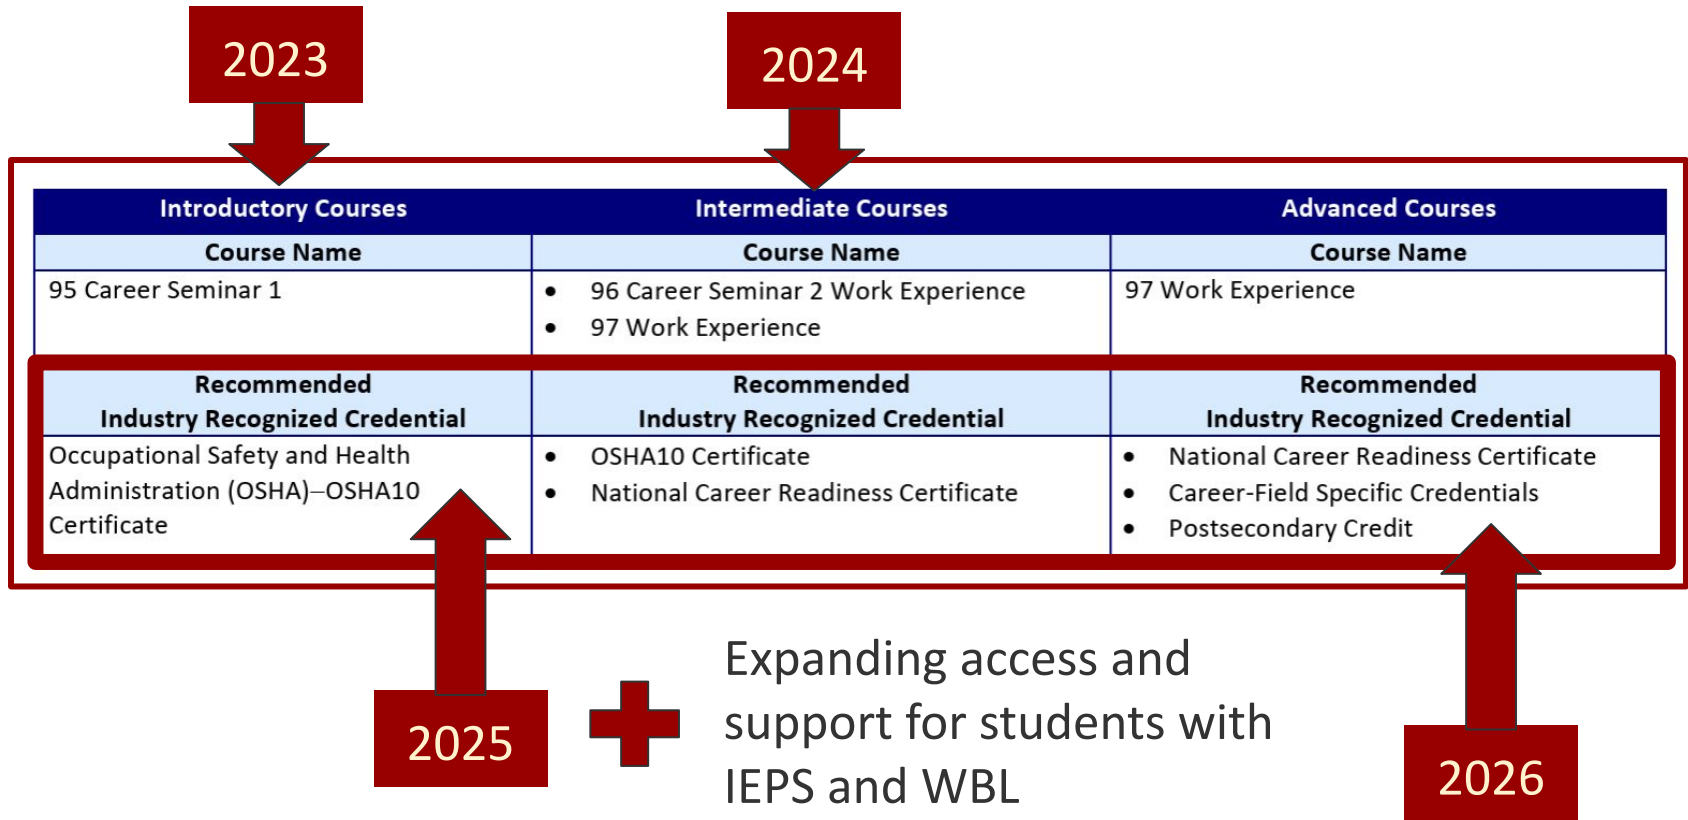 2023
2024
Introductory Courses
Intermediate Courses
Advanced Courses
Course Name
Course Name
Course Name
95 Career Seminar 1
• 96 Career Seminar 2 Work Experience
• 97 Work Experience
97 Work Experience
Recommended
Industry Recognized Credential
Recommended
Industry Recognized Credential
Recommended
Industry Recognized Credential
Occupational Safety and Health
Administration (OSHA)–OSHA10
Certificate
• OSHA10 Certificate
• National Career Readiness Certificate
• National Career Readiness Certificate
• Career-Field Specific Credentials
• Postsecondary Credit
2025
Expanding access and
support for students with
IEPS and WBL
2026